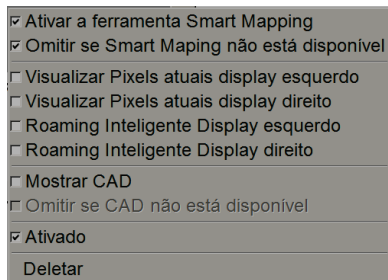 Ativar a ferramenta Smart Mapping
Omitir se Smart Maping não está disponível
Visualizar Pixels atuais display esquerdo
Visualizar Pixels atuais display direito
Roaming Inteligente Display esquerdo
Roaming Inteligente Display direito
Mostrar CAD
Omitir se CAD não está disponível
Ativado
Deletar